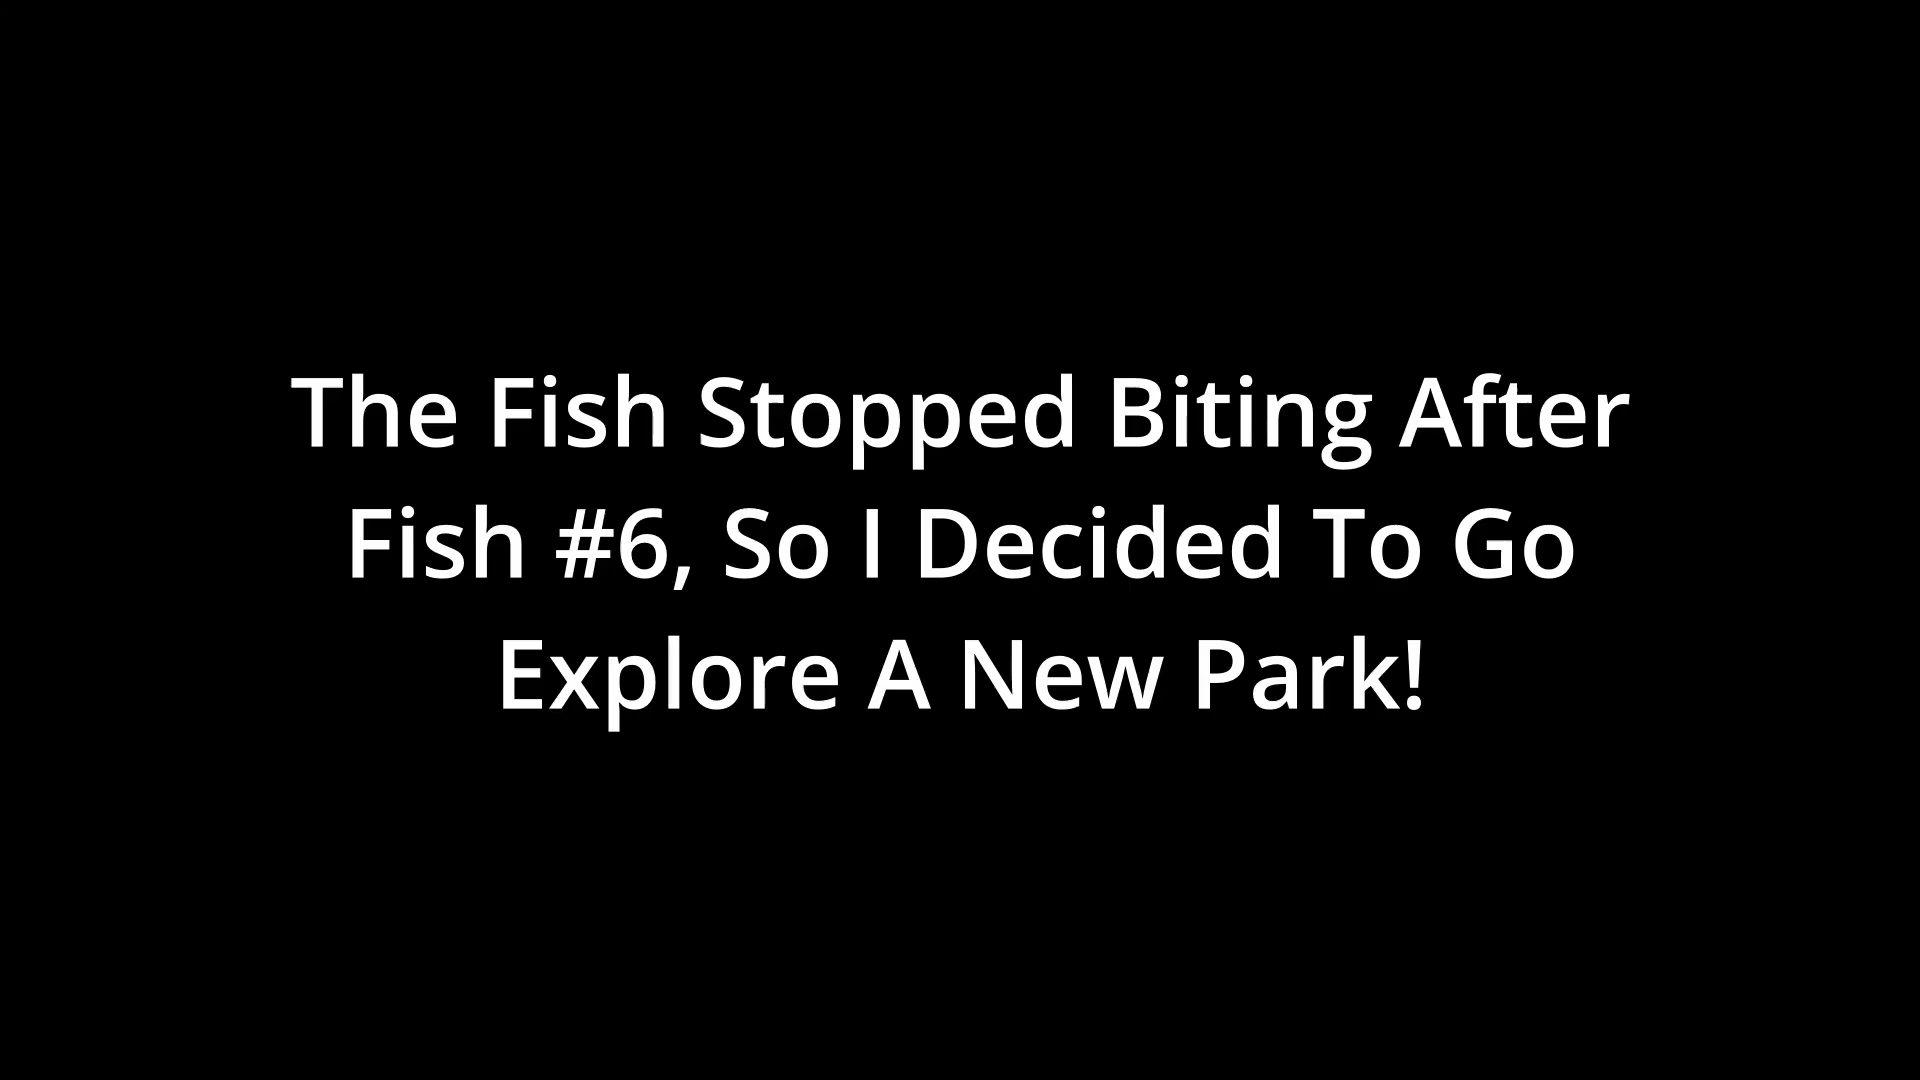 The Fish Stopped Biting After
Fish #6, So I Decided To Go
Explore A New Park!